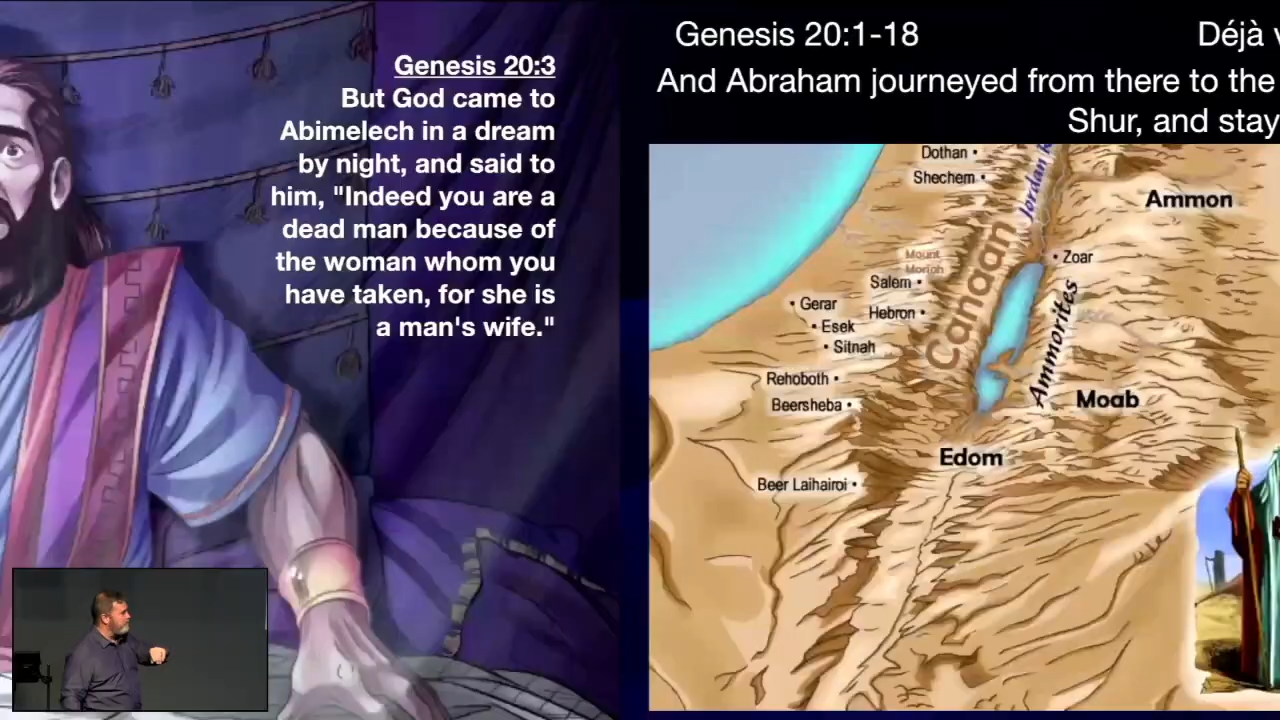 Genesis 20:3
But God came to
Abimelech in a dream
by night, and said to
him, "Indeed you are a
dead man because of
the woman whom you
have taken, for she is
a man's wife."
Genesis 20:1-18
Déjà
And Abraham journeyed from there to the
Shur, and stay
Dothan
Shechem
Jordan
Ammon
Mount
Moriah
Zoar
Salem
Canaan
Gerar
Hebron
Esek
Sitnah
Ammorites
Rehoboth
Beersheba
Moab
Edom
Beer Laihairoi